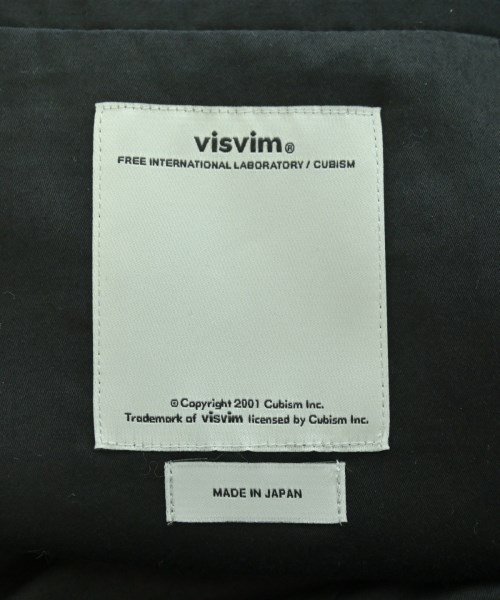 visvim®
FREE INTERNATIONAL LABORATORY / CUBISM
© Copyright 2001 Cubism Inc.
Trademark of visvim licensed by Cubism Inc.
MADE IN JAPAN